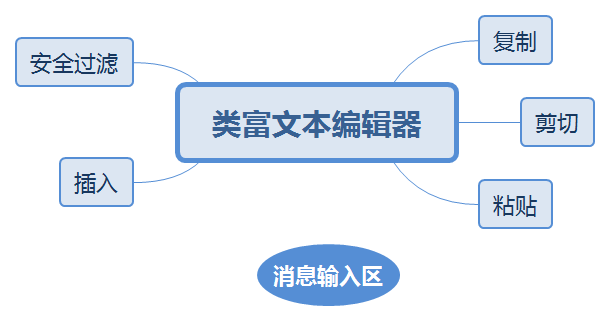 复制
安全过滤
类富文本编辑器
剪切
插入
粘贴
消息输入区